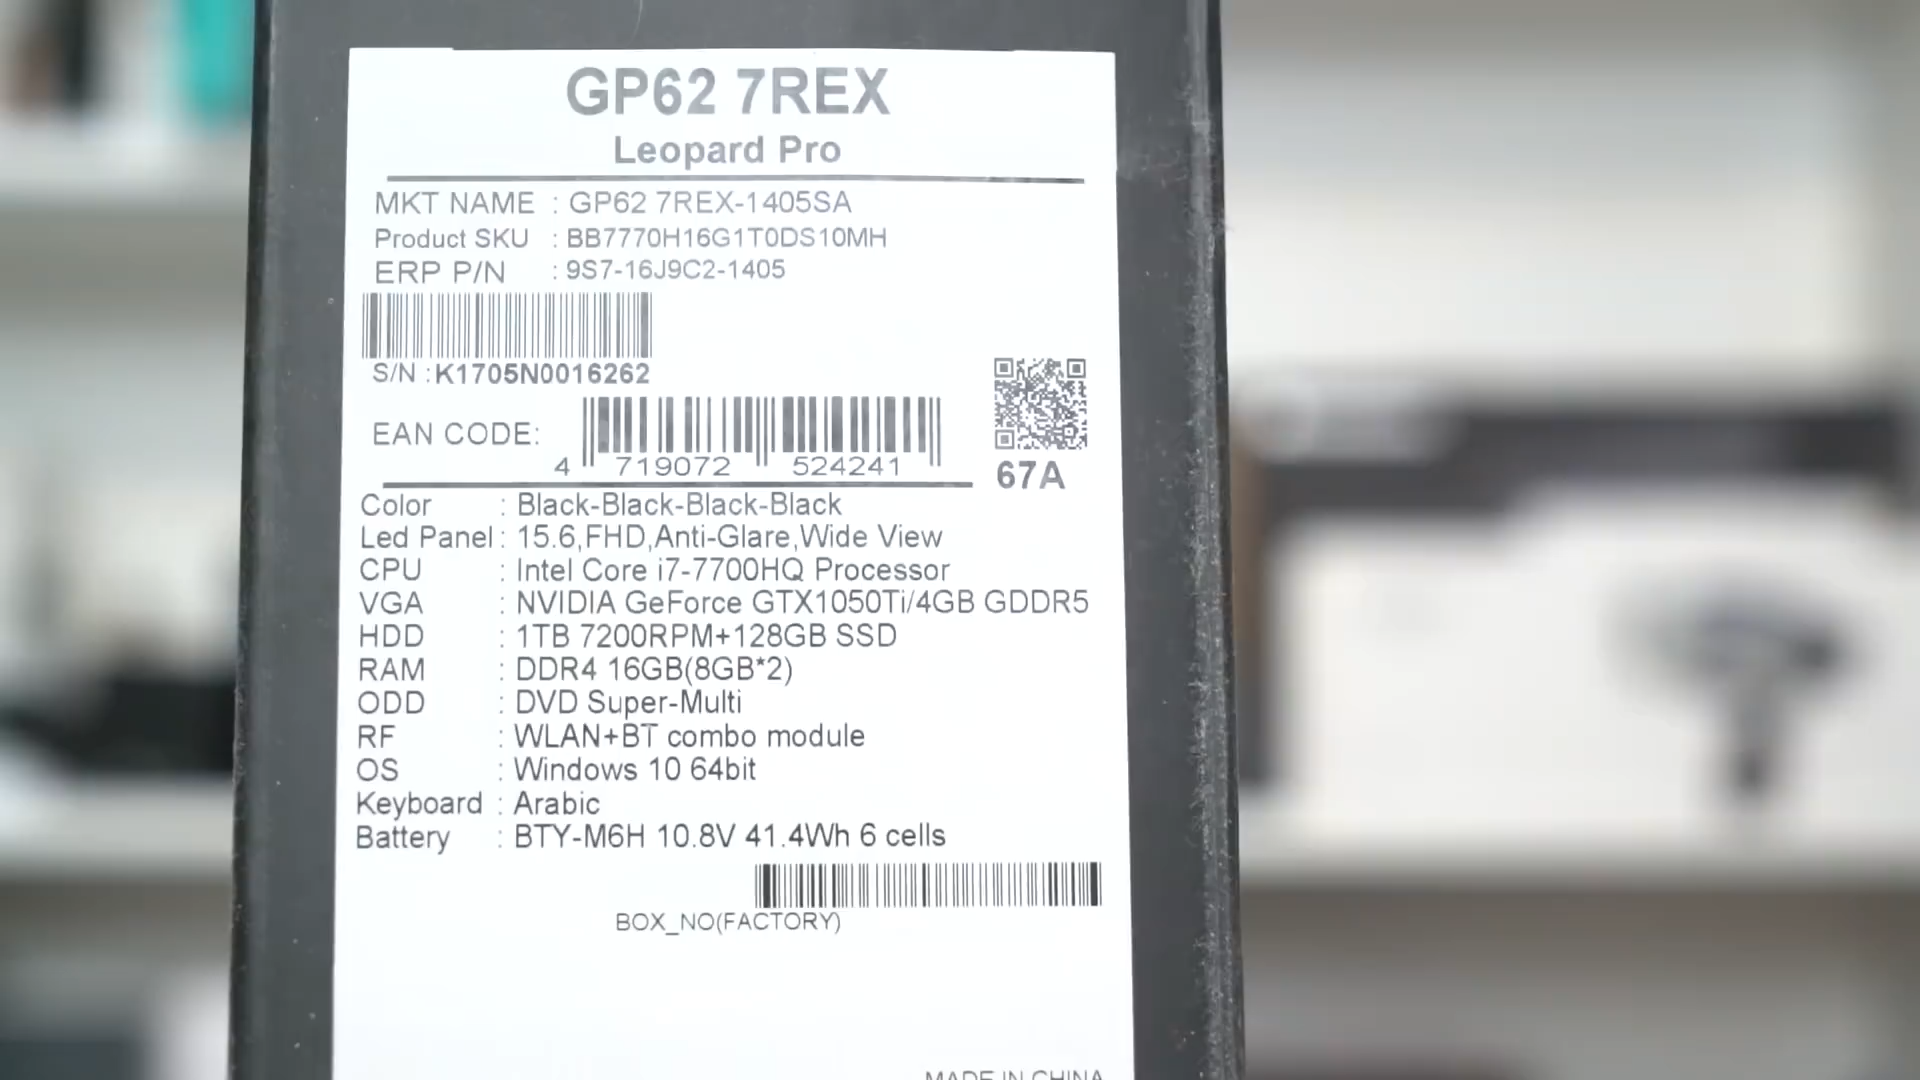 GP62 7REX
Leopard Pro
MKT NAME : GP62 7REX-1405SA
Product SKU : BB7770H16G1T0DS10MH
ERP P/N : 9S7-16J9C2-1405
S/N :K1705N0016262
EAN CODE:
4 719072 524241
67A
Color : Black-Black-Black-Black
Led Panel : 15.6,FHD,Anti-Glare,Wide View
CPU : Intel Core i7-7700HQ Processor
VGA : NVIDIA GeForce GTX1050Ti/4GB GDDR5
HDD : 1TB 7200RPM+128GB SSD
RAM : DDR4 16GB(8GB*2)
ODD : DVD Super-Multi
RF : WLAN+BT combo module
OS : Windows 10 64bit
Keyboard : Arabic
Battery : BTY-M6H 10.8V 41.4Wh 6 cells
BOX_NO(FACTORY)
MADE IN CHINA